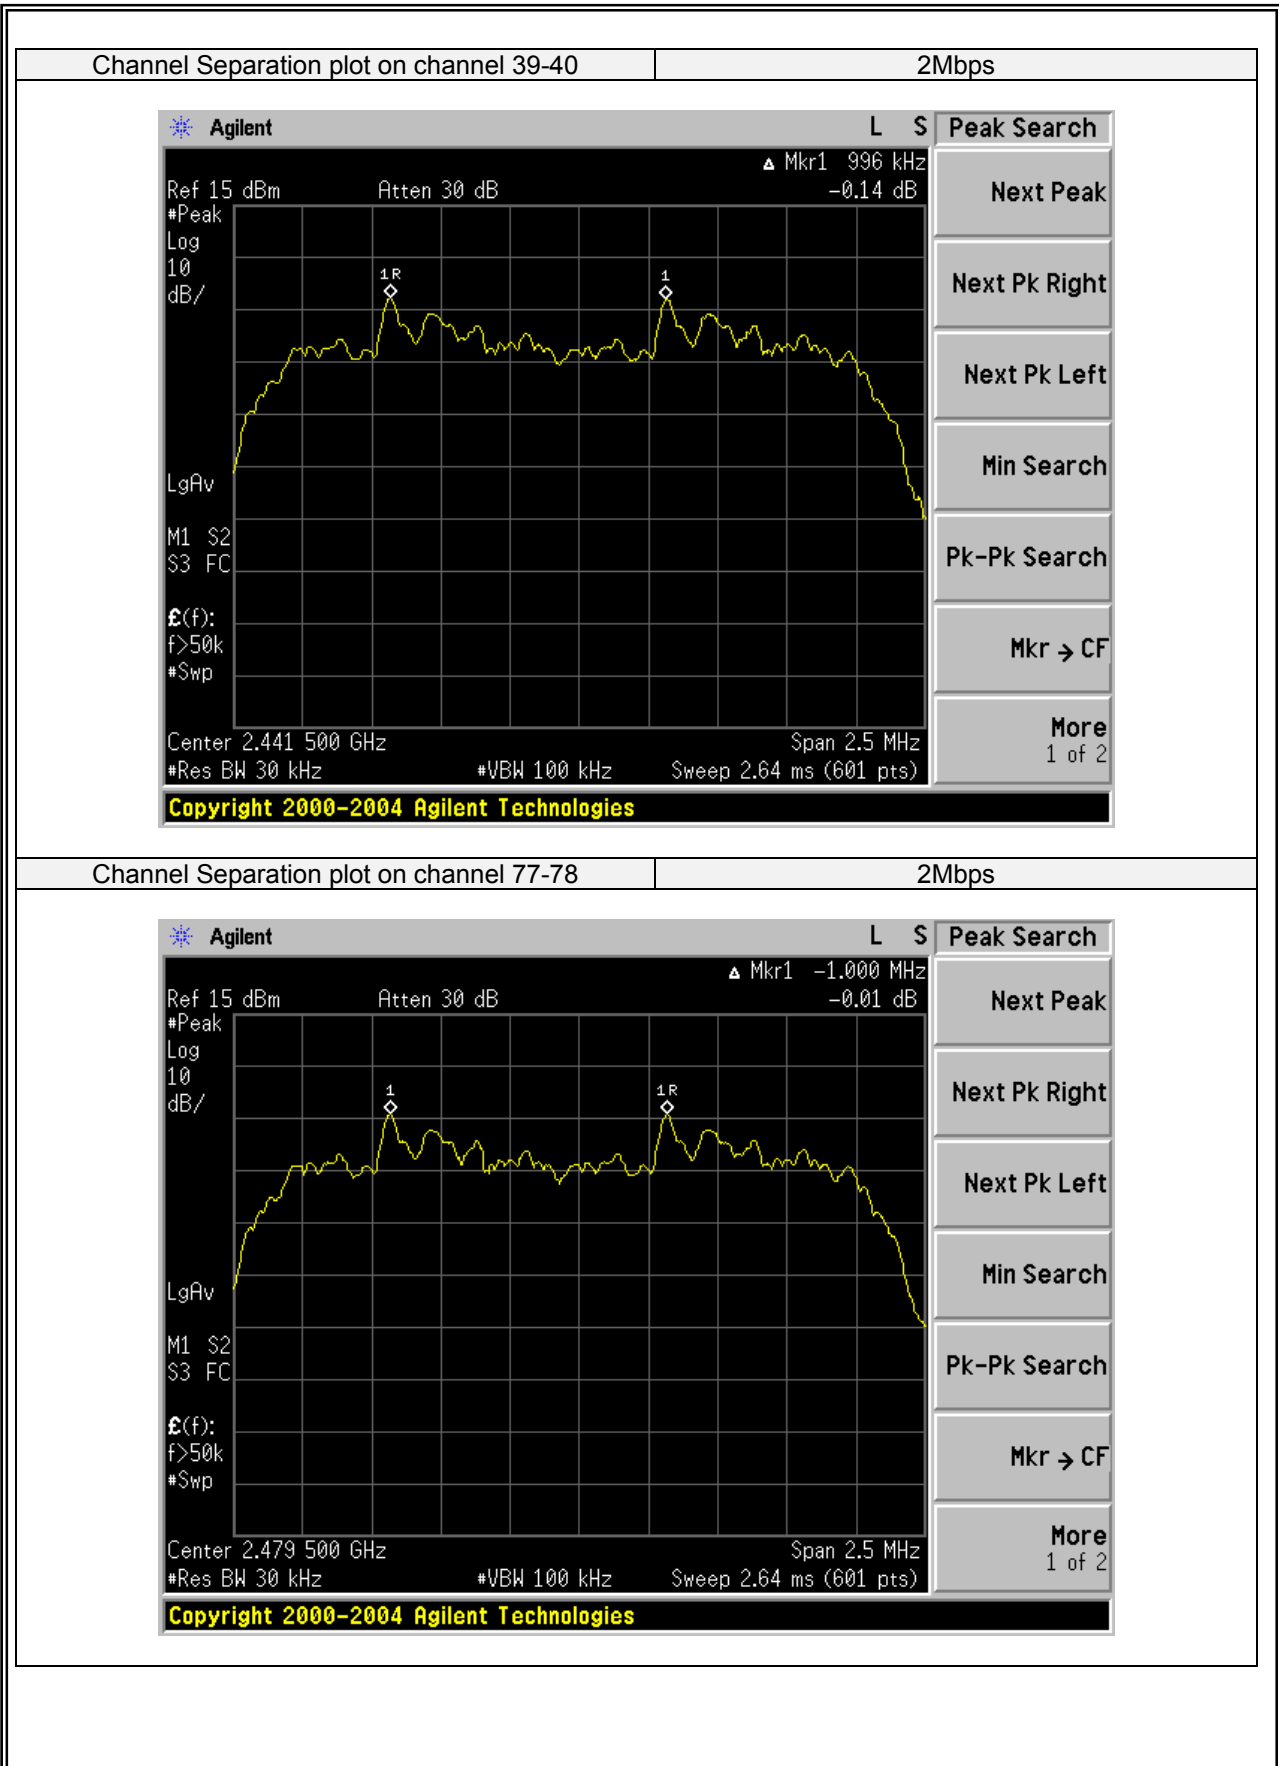 Channel Separation plot on channel 39-40 2Mbps
Agilent L S Peak Search
Δ Mkr1 996 kHz
Ref 15 dBm Atten 30 dB -0.14 dB
#Peak
Log
10
dB/
1R 1
LgAv
M1 S2
S3 FC
£(f):
f>50k
#Swp
Center 2.441 500 GHz Span 2.5 MHz
#Res BW 30 kHz #VBW 100 kHz Sweep 2.64 ms (601 pts)
Copyright 2000-2004 Agilent Technologies
Next Peak
Next Pk Right
Next Pk Left
Min Search
Pk-Pk Search
Mkr → CF
More
1 of 2
Channel Separation plot on channel 77-78 2Mbps
Agilent L S Peak Search
Δ Mkr1 -1.000 MHz
Ref 15 dBm Atten 30 dB -0.01 dB
#Peak
Log
10
dB/
1 1R
LgAv
M1 S2
S3 FC
£(f):
f>50k
#Swp
Center 2.479 500 GHz Span 2.5 MHz
#Res BW 30 kHz #VBW 100 kHz Sweep 2.64 ms (601 pts)
Copyright 2000-2004 Agilent Technologies
Next Peak
Next Pk Right
Next Pk Left
Min Search
Pk-Pk Search
Mkr → CF
More
1 of 2